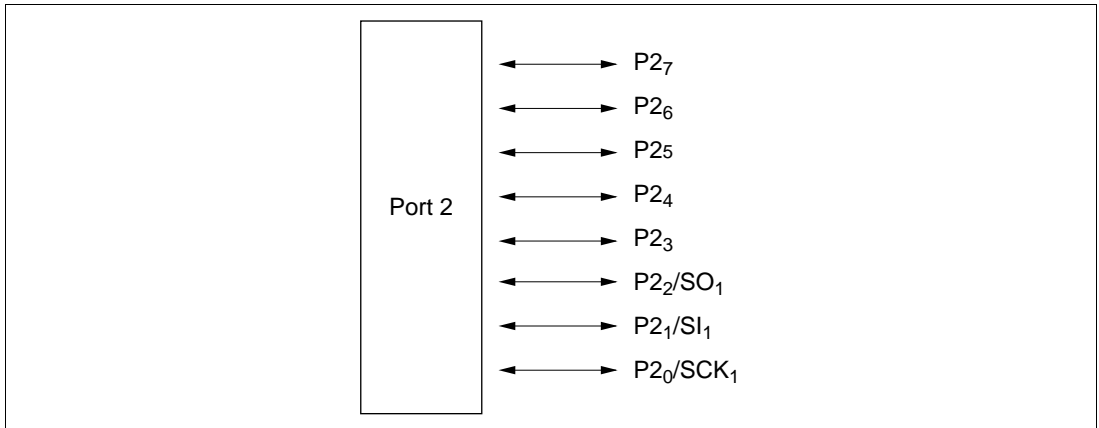 P2₇
P2₆
P25
P2₄
Port 2
P2₃
P2₂/SO₁
P2₁/SI₁
P2₀/SCK₁